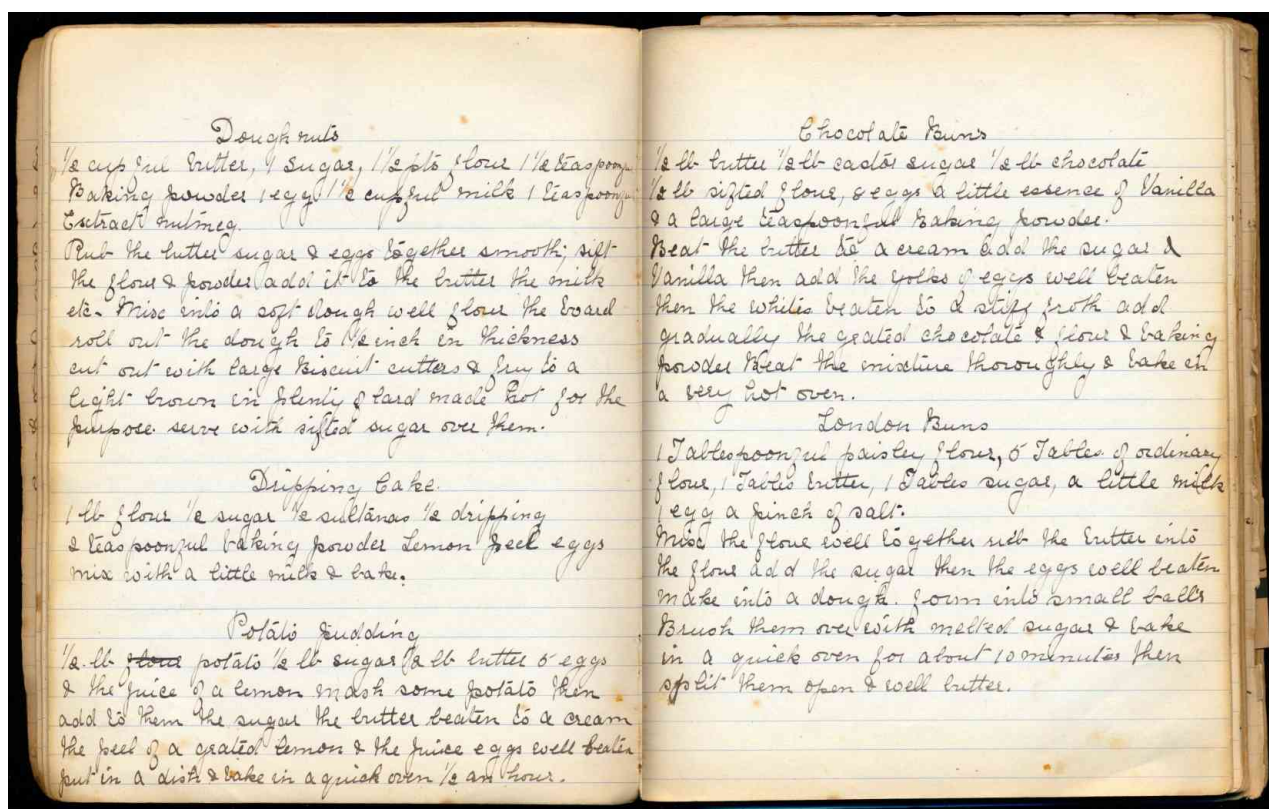 Dough nuts
½ cup ful butter, 1 sugar, 1½ pts flour 1½ teaspoonful
Baking powder 1 egg 1½ cupful milk 1 teaspoonful
Extract nutmeg.
Rub the butter sugar & eggs together smooth; sift
the flour & powder add it to the butter the milk
etc. Mix into a soft dough well flour the board
roll out the dough to ½ inch in thickness
cut out with large Biscuit cutters & fry to a
light brown in plenty of lard made hot for the
purpose. serve with sifted sugar over them.
Dripping Cake.
1 lb flour ½ sugar ½ sultanas ½ dripping
2 teaspoonful baking powder Lemon peel eggs
mix with a little milk & bake.
Potato Pudding
½ lb flour potato ½ lb sugar ½ lb butter 5 eggs
& the juice of a lemon mash some potato then
add to them the sugar the butter beaten to a cream
the peel of a grated lemon & the juice eggs well beaten
put in a dish & bake in a quick oven ½ an hour.
Chocolate Buns
½ lb butter ½ lb castor sugar ½ lb chocolate
½ lb sifted flour, 8 eggs a little essence of Vanilla
& a large teaspoonful Baking powder.
Beat the butter to a cream add the sugar &
Vanilla then add the yolks of eggs well beaten
then the whites beaten to a stiff froth add
gradually the grated chocolate & flour & baking
powder Beat the mixture thoroughly & bake in
a very hot oven.
London Buns
1 Tablespoonful paisley flour, 5 Tables. of ordinary
flour, 1 Tables butter, 1 Tables sugar, a little milk
1 egg a pinch of salt.
Mix the flour well together rub the butter into
the flour add the sugar then the eggs well beaten
make into a dough. form into small balls
Brush them over with melted sugar & bake
in a quick oven for about 10 minutes then
split them open & well butter.